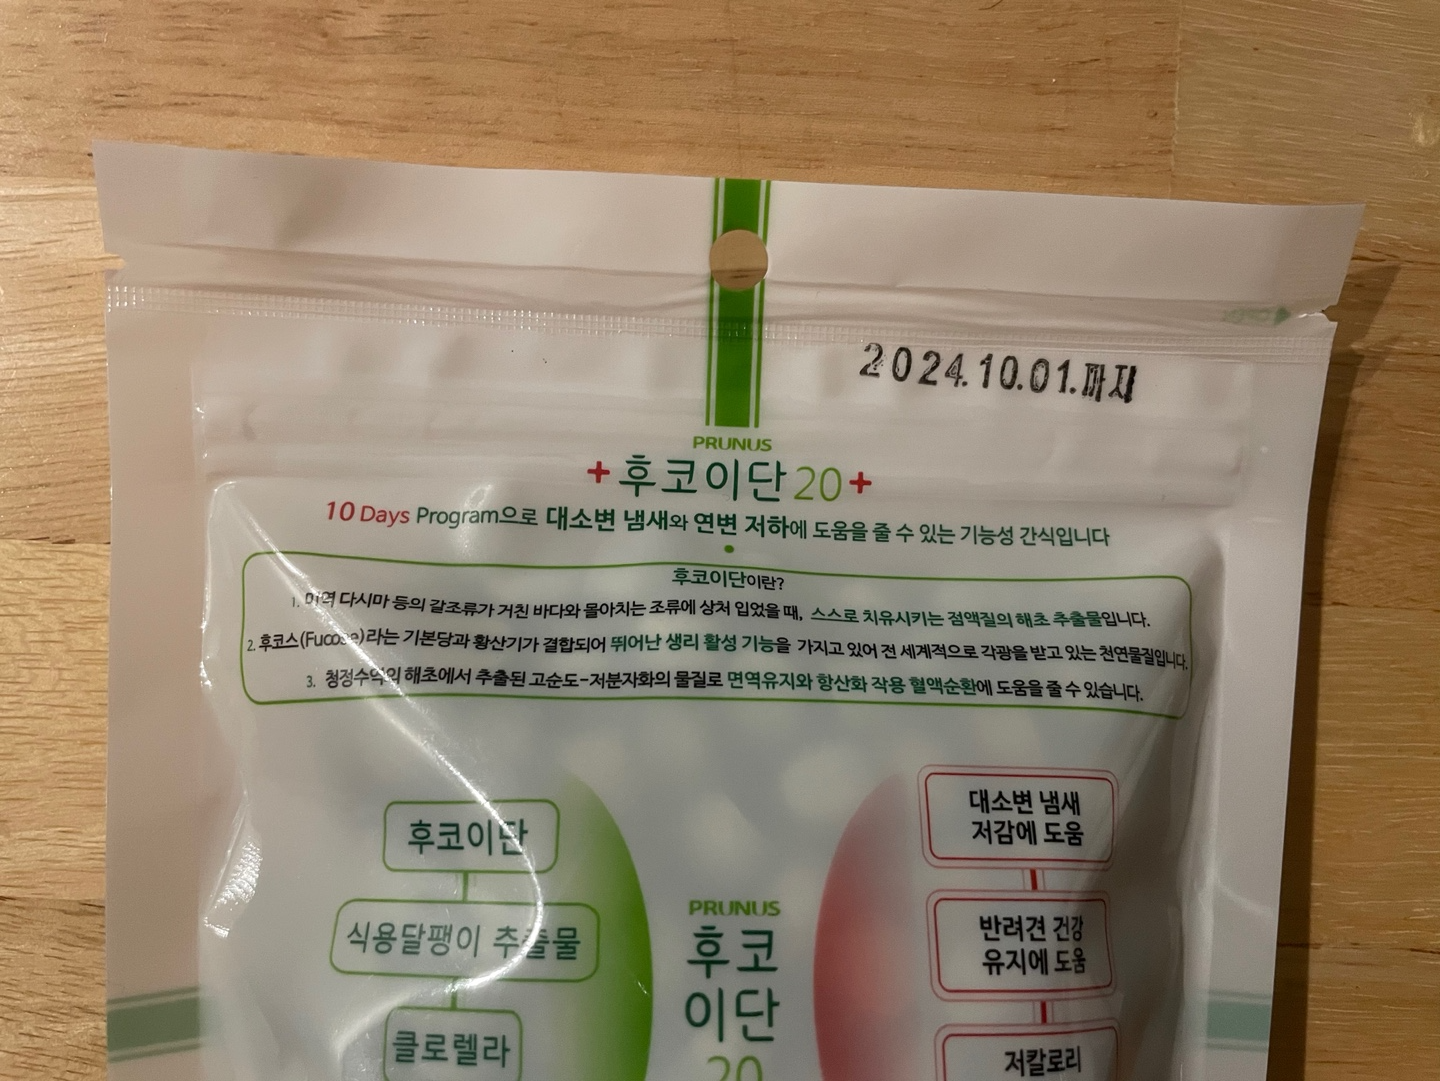 2024.10.01.까지
PRUNUS
+후코이단20+
10 Days Program으로 대소변 냄새와 연변 저하에 도움을 줄 수 있는 기능성 간식입니다
후코이단이란?
1. 미역 다시마 등의 갈조류가 거친 바다와 몰아치는 조류에 상처 입었을 때, 스스로 치유시키는 점액질의 해초 추출물입니다.
2. 후코스(Fucose)라는 기본당과 황산기가 결합되어 뛰어난 생리 활성 기능을 가지고 있어 전 세계적으로 각광을 받고 있는 천연물질입니다.
3. 청정수역의 해초에서 추출된 고순도-저분자화의 물질로 면역유지와 항산화 작용 혈액순환에 도움을 줄 수 있습니다.
후코이단
식용달팽이 추출물
클로렐라
PRUNUS
후코
이단
20
대소변 냄새
저감에 도움
반려견 건강
유지에 도움
저칼로리